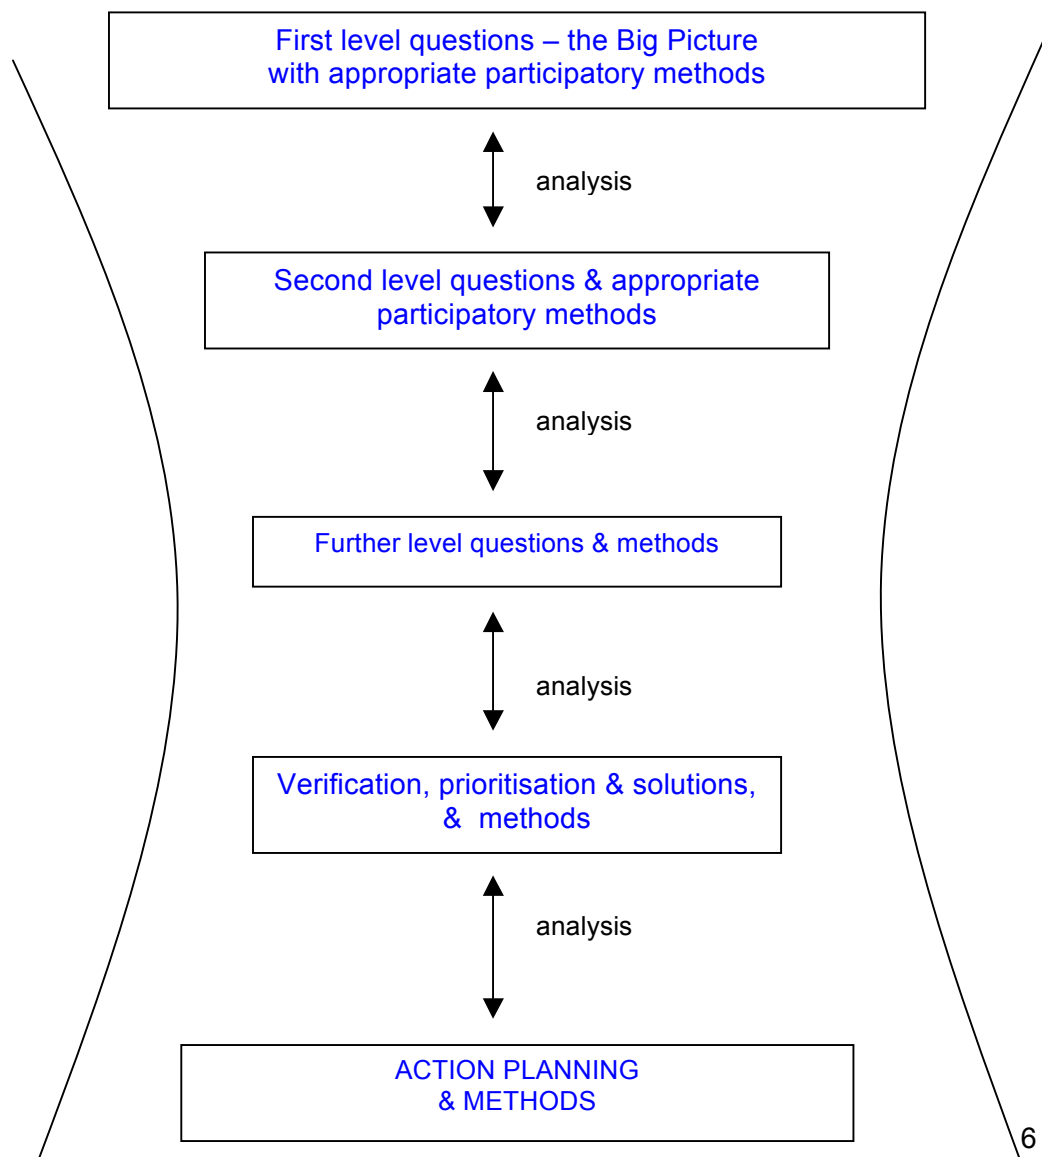 First level questions – the Big Picture
with appropriate participatory methods
analysis
Second level questions & appropriate
participatory methods
analysis
Further level questions & methods
analysis
Verification, prioritisation & solutions,
&  methods
analysis
ACTION PLANNING
& METHODS
6